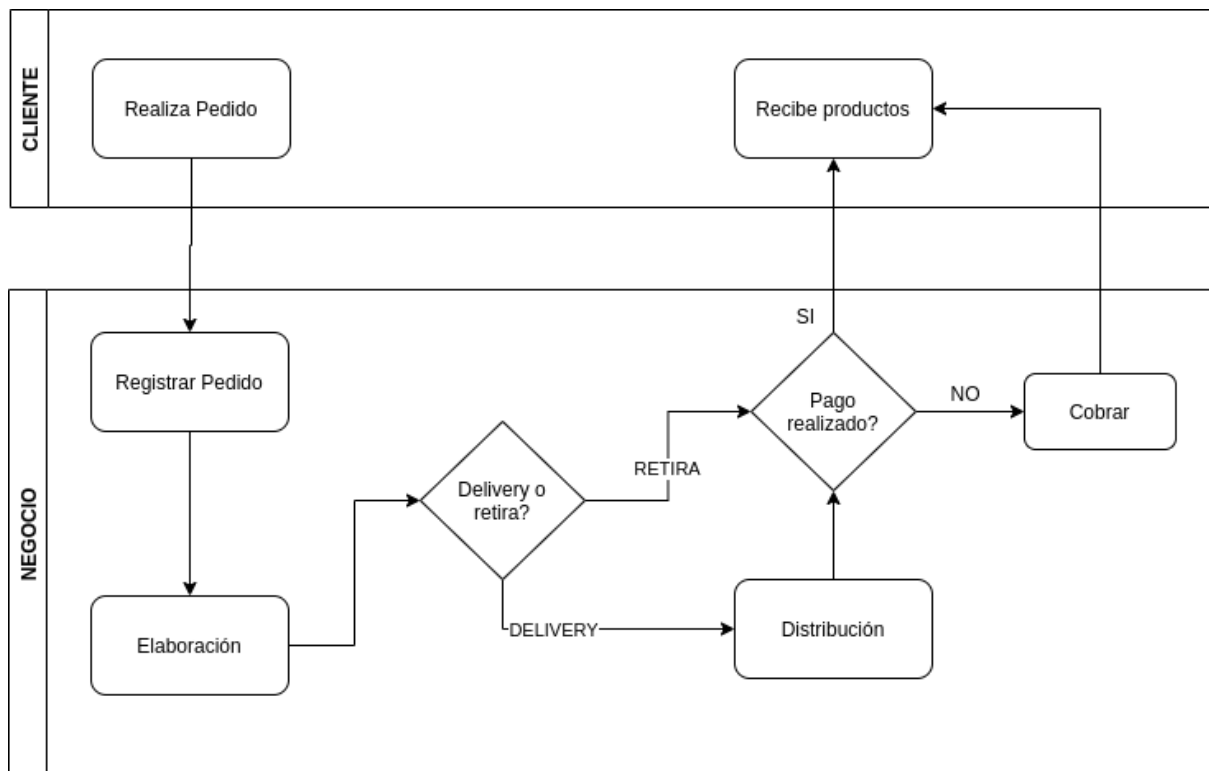 CLIENTE
Realiza Pedido
Recibe productos
NEGOCIO
Registrar Pedido
Elaboración
Delivery o
retira?
RETIRA
DELIVERY
Distribución
Pago
realizado?
SI
NO
Cobrar